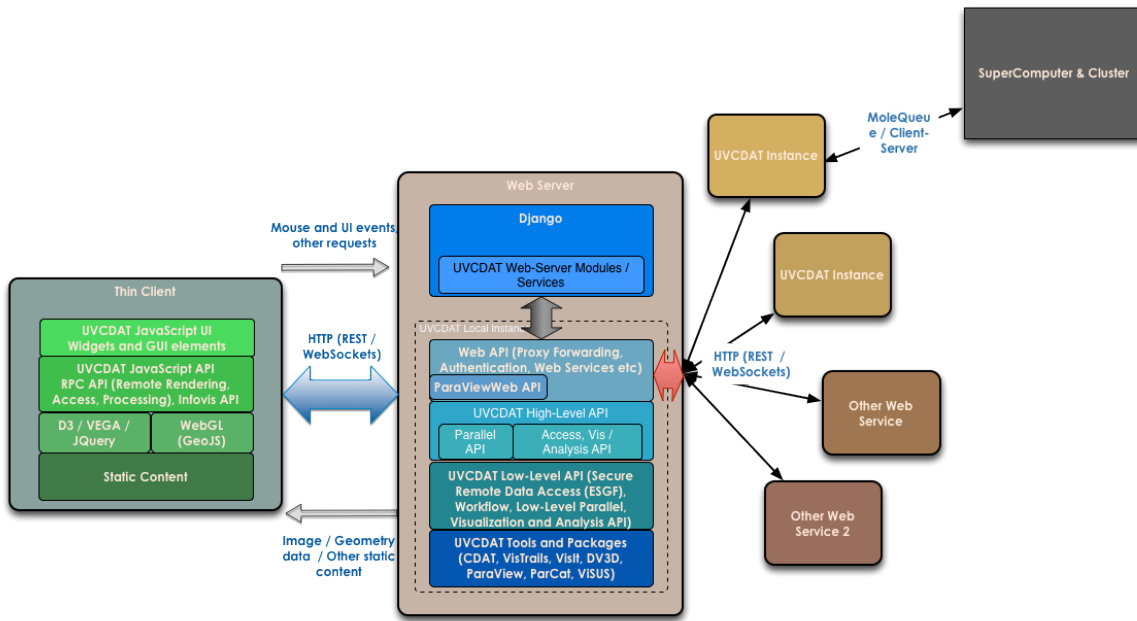 SuperComputer & Cluster
MoleQueu
e / Client-
Server
UVCDAT Instance
Web Server
Django
UVCDAT Web-Server Modules /
Services
Mouse and UI events,
other requests
UVCDAT Instance
Thin Client
UVCDAT JavaScript UI
Widgets and GUI elements
UVCDAT JavaScript API
RPC API (Remote Rendering,
Access, Processing), Infovis API
D3 / VEGA /
JQuery
WebGL
(GeoJS)
Static Content
HTTP (REST /
WebSockets)
UVCDAT Local Instance
Web API (Proxy Forwarding,
Authentication, Web Services etc)
ParaViewWeb API
UVCDAT High-Level API
Parallel
API
Access, Vis /
Analysis API
UVCDAT Low-Level API (Secure
Remote Data Access (ESGF),
Workflow, Low-Level Parallel,
Visualization and Analysis API)
UVCDAT Tools and Packages
(CDAT, VisTrails, VisIt, DV3D,
ParaView, ParCat, ViSUS)
HTTP (REST /
WebSockets)
Other Web
Service
Other Web
Service 2
Image / Geometry
data / Other static
content